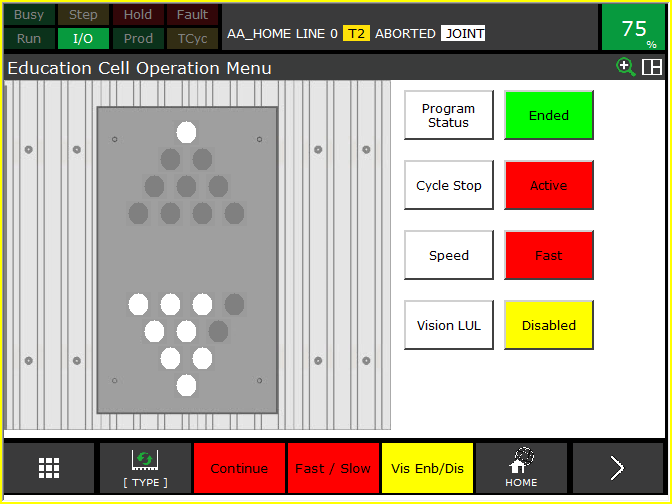 Busy Step Hold Fault
Run I/O Prod TCyc
AA_HOME LINE 0 T2 ABORTED JOINT
75
%
Education Cell Operation Menu
Program
Status
Ended
Cycle Stop
Active
Speed
Fast
Vision LUL
Disabled
[ TYPE ]
Continue
Fast / Slow
Vis Enb/Dis
HOME